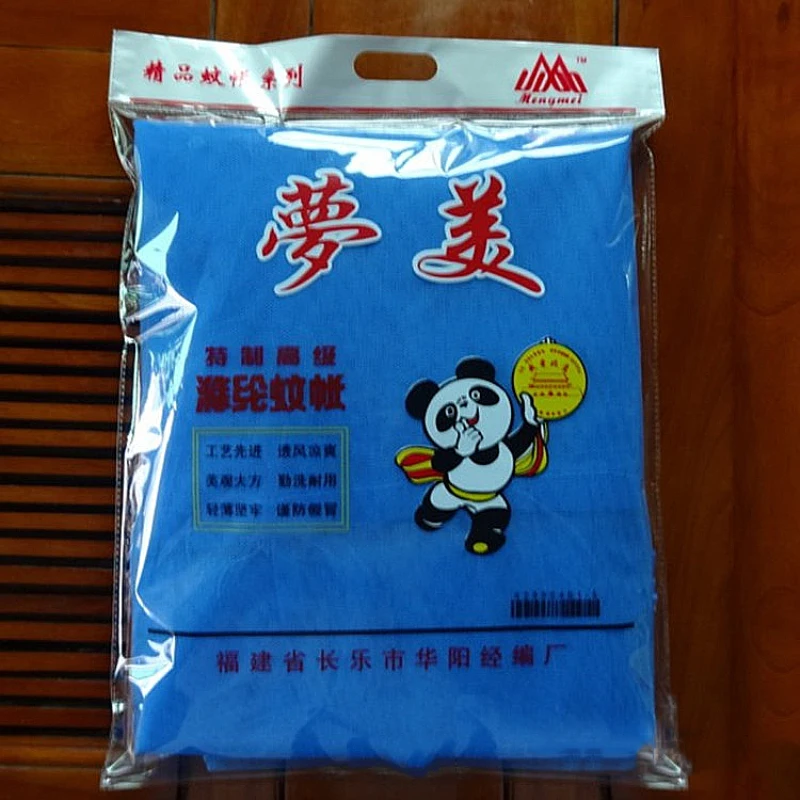 精品蚊帐系列
TM
Mengmei
夢美
特制高级
涤纶蚊帐
工艺先进 透风凉爽
美观大方 勤洗耐用
轻薄坚牢 谨防假冒
福建省长乐市华阳经编厂